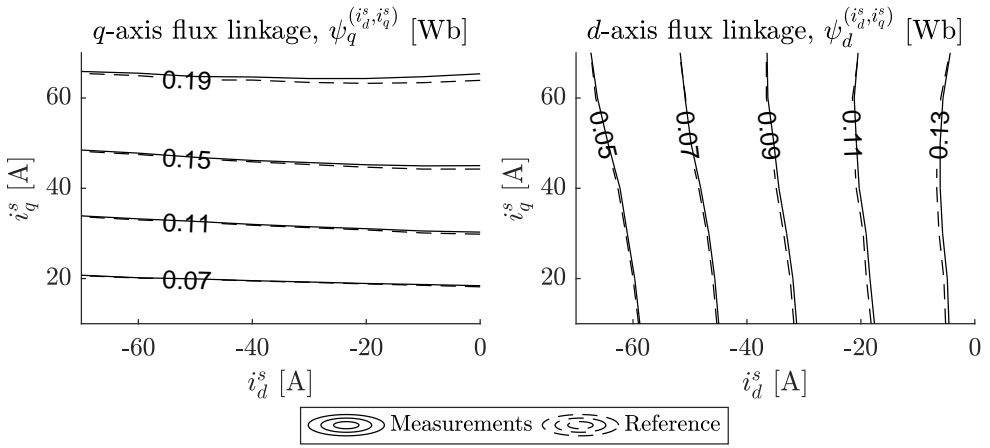 q-axis flux linkage, ψ_q^{(i_d^s,i_q^s)} [Wb]
60
40
20
i_q^s [A]
0.19
0.15
0.11
0.07
-60 -40 -20 0
i_d^s [A]
d-axis flux linkage, ψ_d^{(i_d^s,i_q^s)} [Wb]
60
40
20
i_q^s [A]
0.05 0.07 0.09 0.11 0.13
-60 -40 -20 0
i_d^s [A]
Measurements Reference